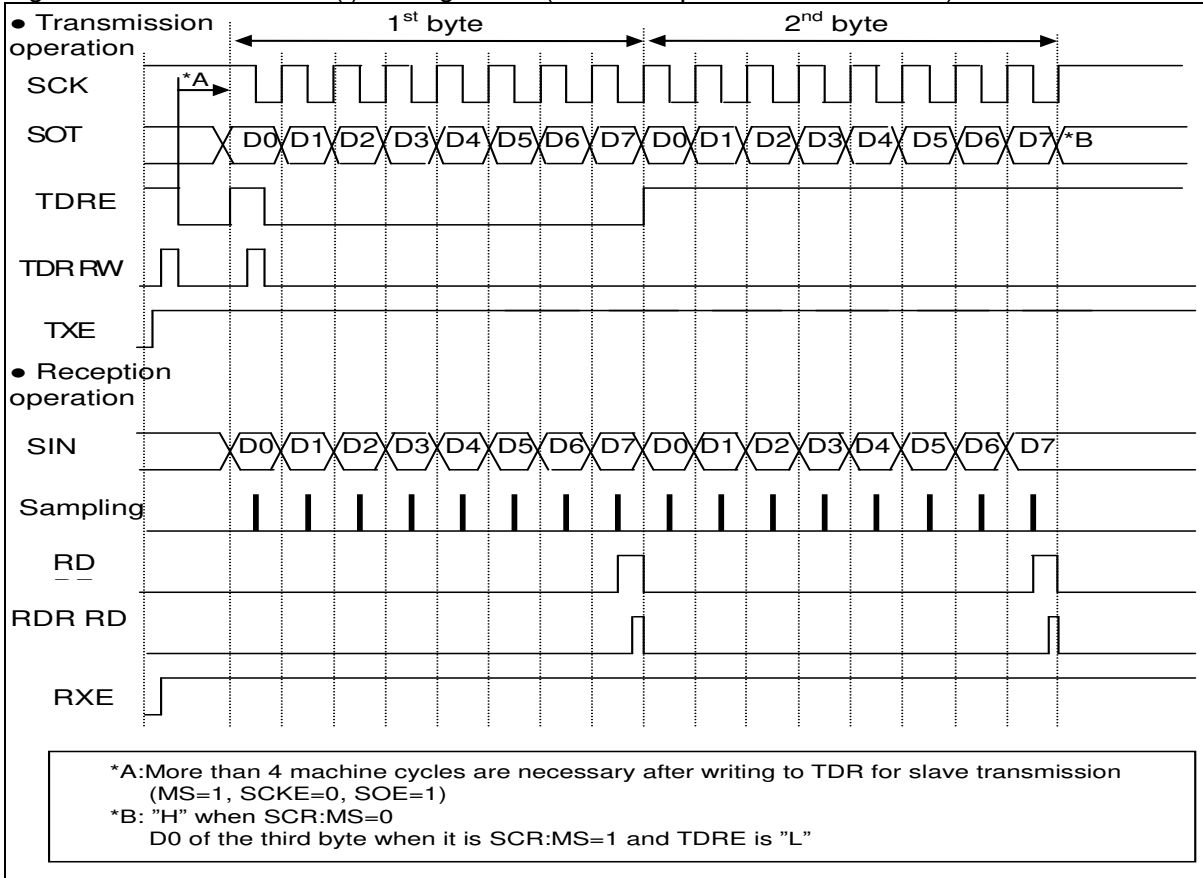 ● Transmission operation
1st byte
2nd byte
SCK
*A
SOT
D0 D1 D2 D3 D4 D5 D6 D7 D0 D1 D2 D3 D4 D5 D6 D7 *B
TDRE
TDR RW
TXE
● Reception operation
SIN
D0 D1 D2 D3 D4 D5 D6 D7 D0 D1 D2 D3 D4 D5 D6 D7
Sampling
RD
RDR RD
RXE
*A:More than 4 machine cycles are necessary after writing to TDR for slave transmission
(MS=1, SCKE=0, SOE=1)
*B: "H" when SCR:MS=0
D0 of the third byte when it is SCR:MS=1 and TDRE is "L"